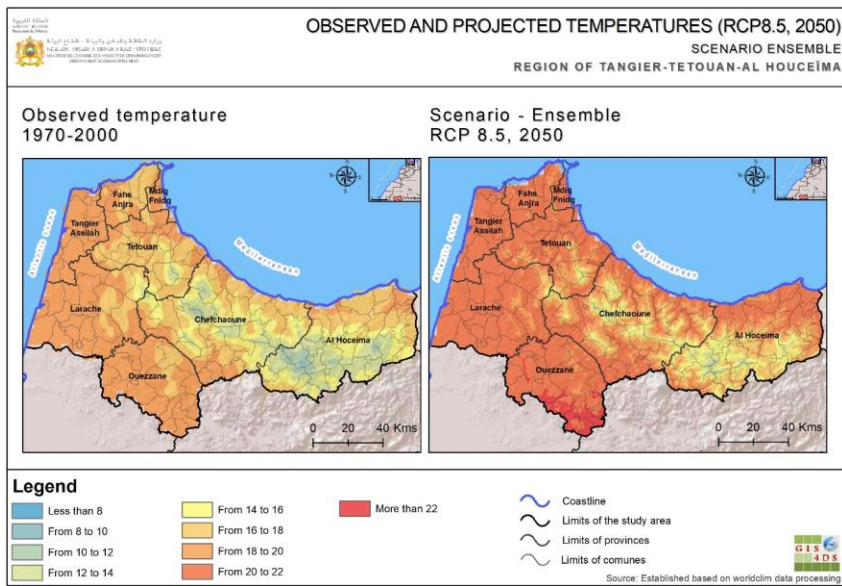 المملكة المغربية
Royaume du Maroc
OBSERVED AND PROJECTED TEMPERATURES (RCP8.5, 2050)
SCENARIO ENSEMBLE
REGION OF TANGIER-TETOUAN-AL HOUCEÏMA
Observed temperature
1970-2000
Scenario - Ensemble
RCP 8.5, 2050
N
Fahs
Anjra
Mdiq
Fnidq
Tangier
Assilah
Tetouan
Larache
Chefchaoune
Al Hoceima
Ouezzane
Mediterranean
0 20 40 Kms
N
Fahs
Anjra
Mdiq
Fnidq
Tangier
Assilah
Tetouan
Larache
Chefchaoune
Al Hoceima
Ouezzane
Mediterranean
0 20 40 Kms
Legend
Less than 8
From 8 to 10
From 10 to 12
From 12 to 14
From 14 to 16
From 16 to 18
From 18 to 20
From 20 to 22
More than 22
Coastline
Limits of the study area
Limits of provinces
Limits of comunes
GIS
4DS
Source: Established based on worldclim data processing